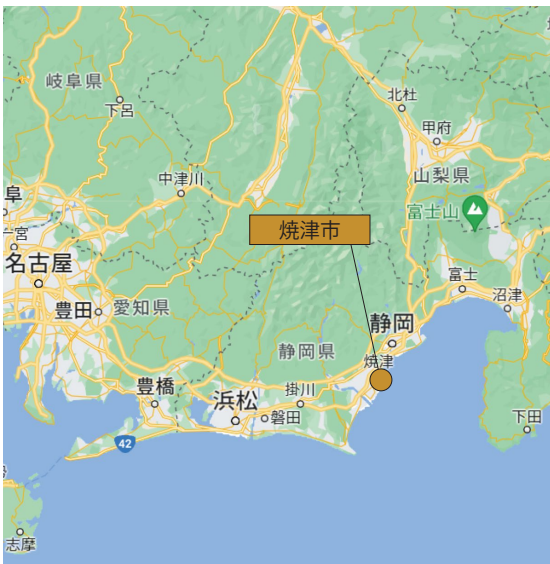 岐阜県
下呂
北杜
甲府
中津川
山梨県
阜
富士山
一宮
焼津市
名古屋
富士
沼津
豊田
愛知県
静岡
静岡県
焼津
豊橋
掛川
浜松
磐田
下田
42
志摩